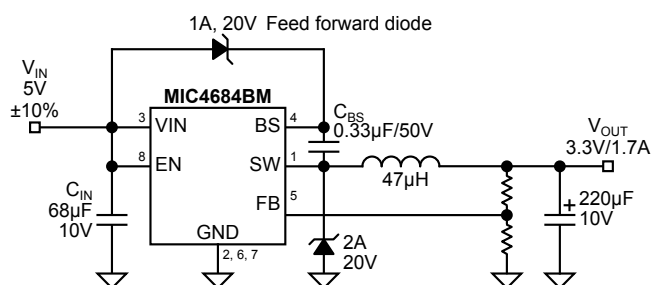 1A, 20V Feed forward diode
VIN
5V
±10%
MIC4684BM
3
VIN
BS
4
CBS
0.33µF/50V
8
EN
SW
1
47µH
VOUT
3.3V/1.7A
CIN
68µF
10V
FB
5
GND
2, 6, 7
2A
20V
+
220µF
10V